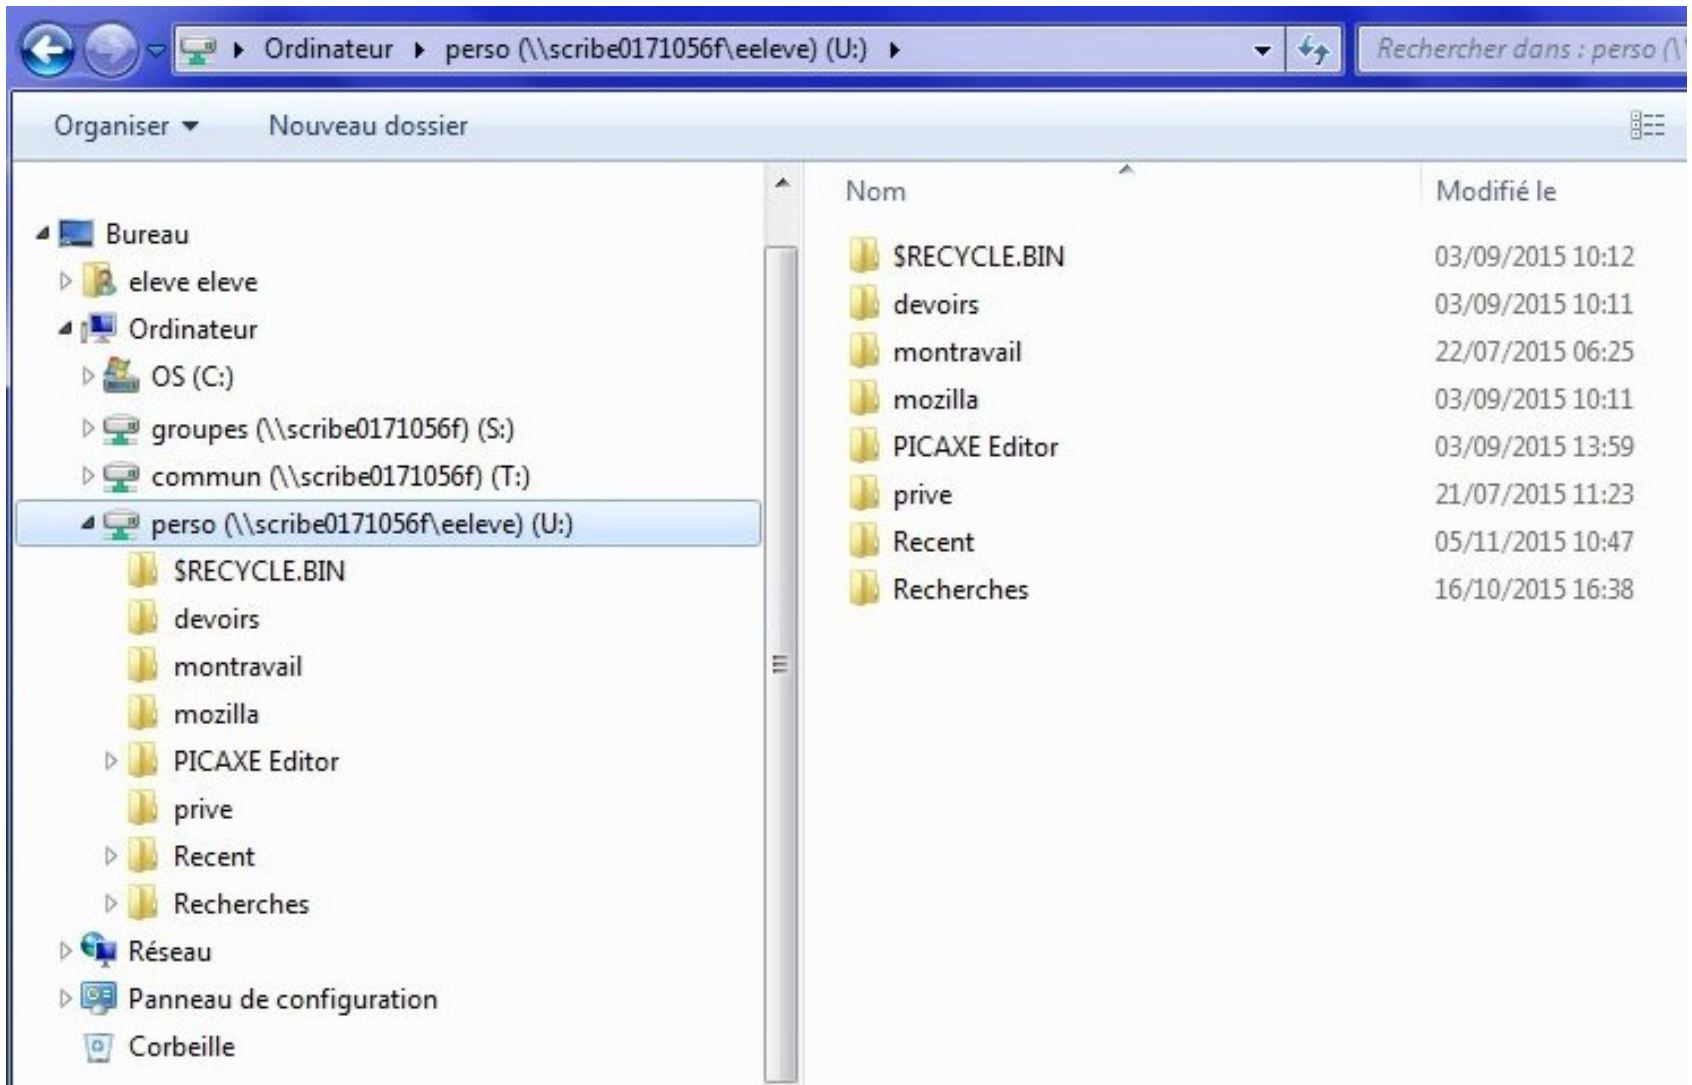 Ordinateur perso (\\scribe0171056f\eeleve) (U:) Rechercher dans : perso (\
Organiser Nouveau dossier
Bureau
eleve eleve
Ordinateur
OS (C:)
groupes (\\scribe0171056f) (S:)
commun (\\scribe0171056f) (T:)
perso (\\scribe0171056f\eeleve) (U:)
$RECYCLE.BIN
devoirs
montravail
mozilla
PICAXE Editor
prive
Recent
Recherches
Réseau
Panneau de configuration
Corbeille
Nom Modifié le
$RECYCLE.BIN 03/09/2015 10:12
devoirs 03/09/2015 10:11
montravail 22/07/2015 06:25
mozilla 03/09/2015 10:11
PICAXE Editor 03/09/2015 13:59
prive 21/07/2015 11:23
Recent 05/11/2015 10:47
Recherches 16/10/2015 16:38